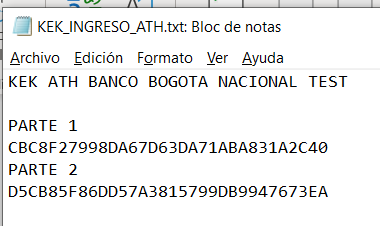 KEK_INGRESO_ATH.txt: Bloc de notas
Archivo Edición Formato Ver Ayuda
KEK ATH BANCO BOGOTA NACIONAL TEST
PARTE 1
CBC8F27998DA67D63DA71ABA831A2C40
PARTE 2
D5CB85F86DD57A3815799DB9947673EA